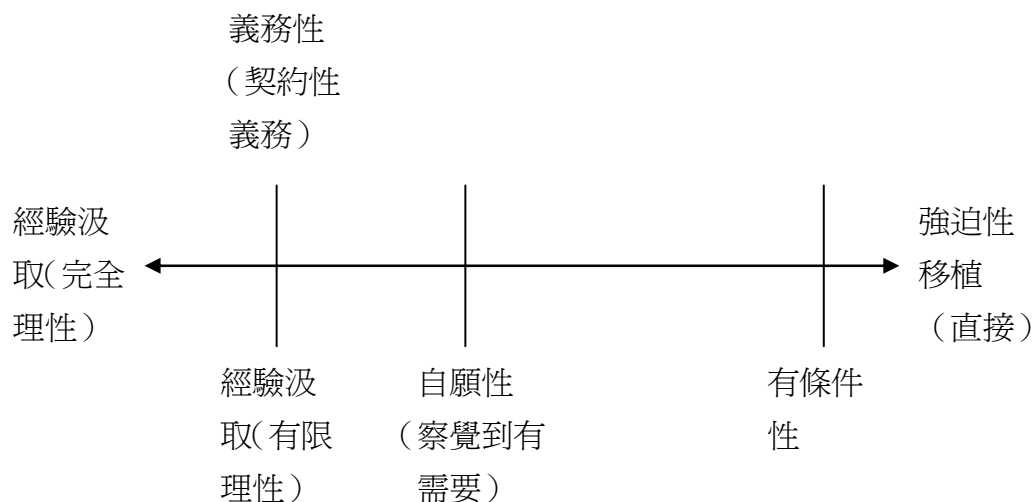 義務性
（契約性
義務）
經驗汲
取(完全
理性）
強迫性
移植
（直接）
經驗汲
取(有限
理性）
自願性
（察覺到有
需要）
有條件
性